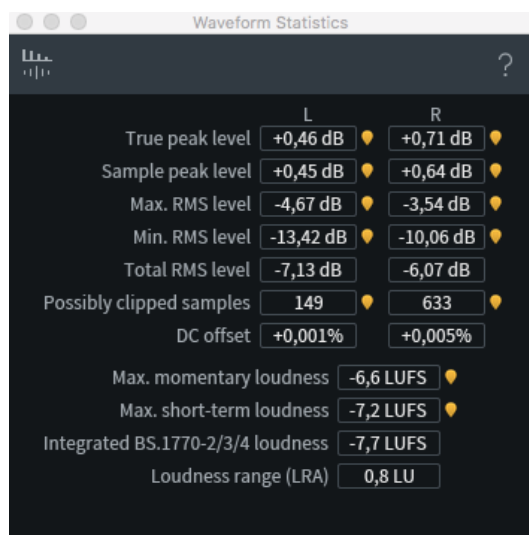 Waveform Statistics
?
L R
True peak level +0,46 dB +0,71 dB
Sample peak level +0,45 dB +0,64 dB
Max. RMS level -4,67 dB -3,54 dB
Min. RMS level -13,42 dB -10,06 dB
Total RMS level -7,13 dB -6,07 dB
Possibly clipped samples 149 633
DC offset +0,001% +0,005%
Max. momentary loudness -6,6 LUFS
Max. short-term loudness -7,2 LUFS
Integrated BS.1770-2/3/4 loudness -7,7 LUFS
Loudness range (LRA) 0,8 LU